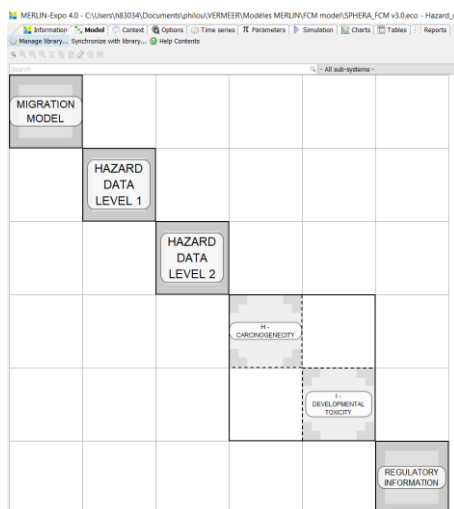 MERLIN-Expo 4.0 - C:\Users\h83034\Documents\philou\VERMEER\Modèles MERLIN\FCM model\SPHERA_FCM v3.0.eco - Hazard_
Information Model Context Options Time series Parameters Simulation Charts Tables Reports
Manage library... Synchronize with library... Help Contents
Search - All sub-systems -
MIGRATION
MODEL
HAZARD
DATA
LEVEL 1
HAZARD
DATA
LEVEL 2
H -
CARCINOGENECITY
I -
DEVELOPMENTAL
TOXICITY
REGULATORY
INFORMATION